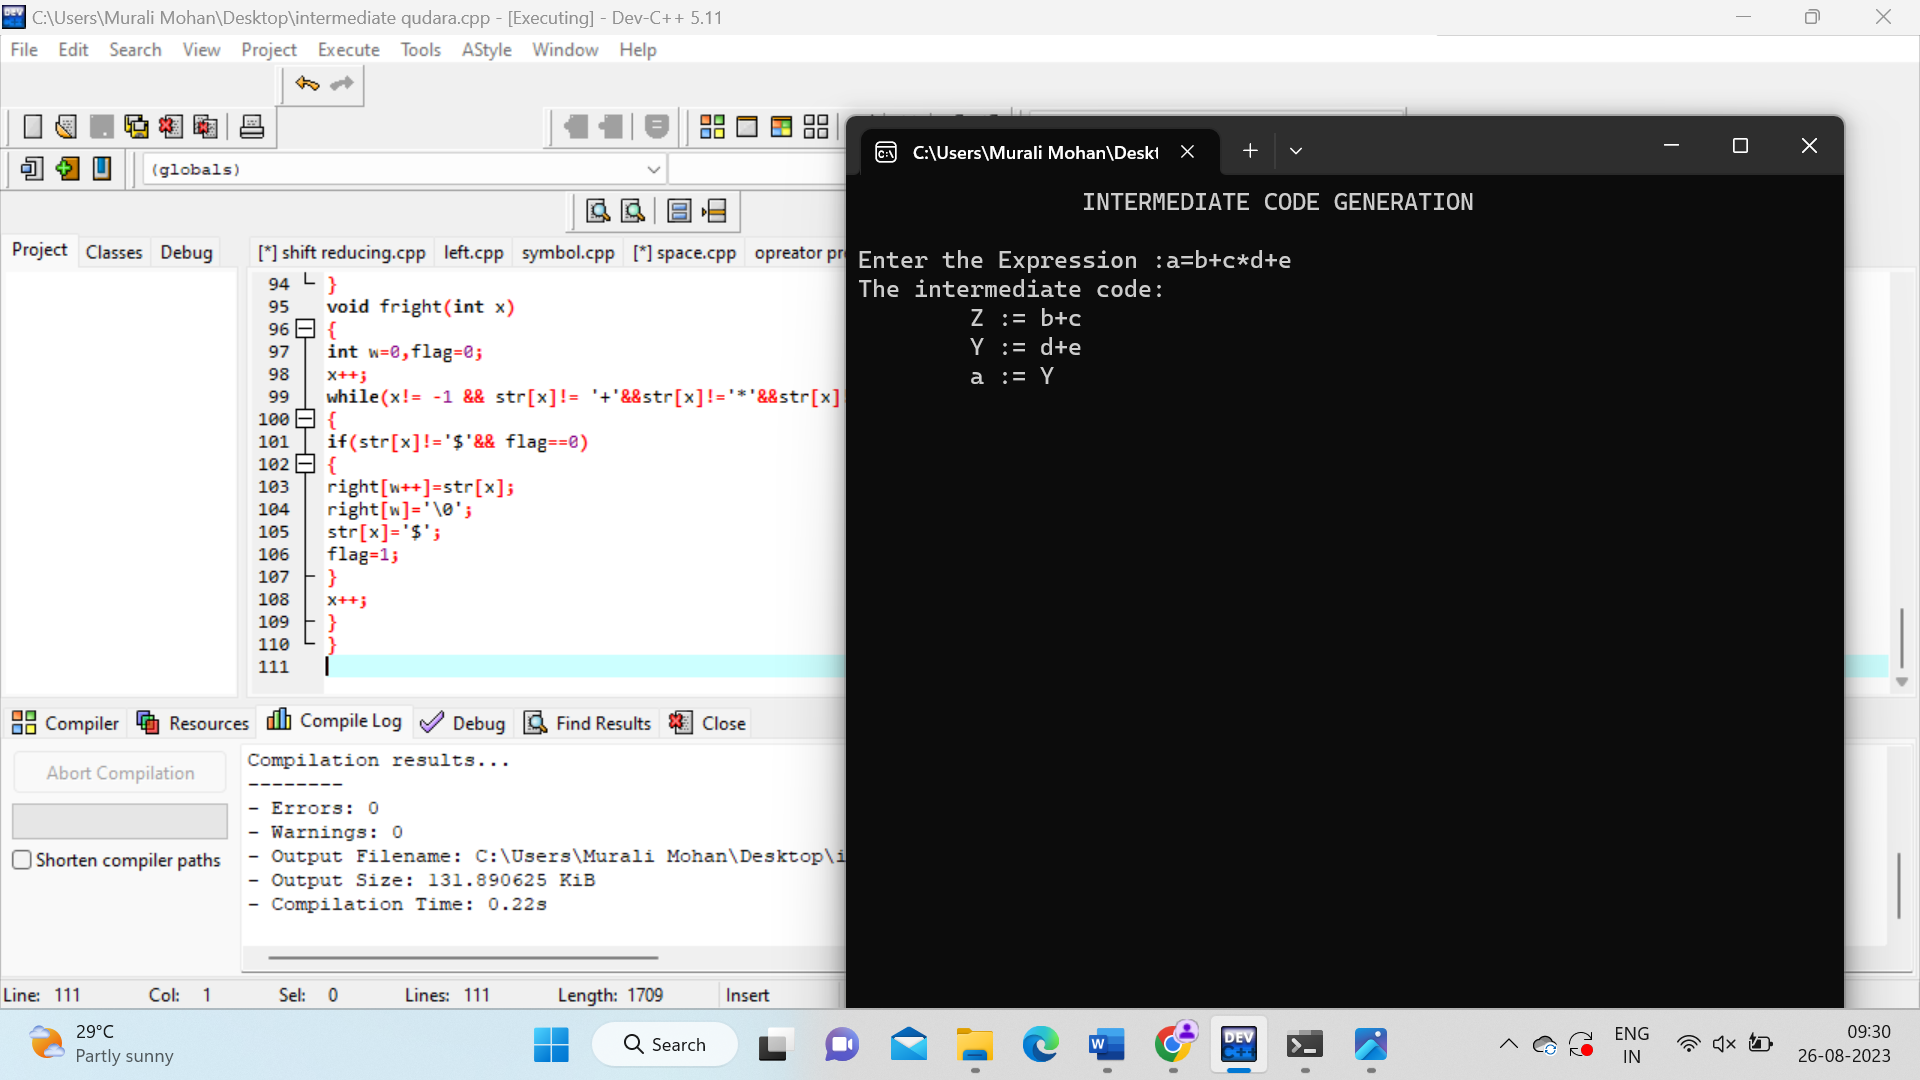 C:\Users\Murali Mohan\Desktop\intermediate qudara.cpp - [Executing] - Dev-C++ 5.11
File Edit Search View Project Execute Tools AStyle Window Help
(globals)
Project Classes Debug
[*] shift reducing.cpp left.cpp symbol.cpp [*] space.cpp opreator pr
94 }
95 void fright(int x)
96 {
97 int w=0,flag=0;
98 x++;
99 while(x!= -1 && str[x]!= '+'&&str[x]!='*'&&str[x]
100 {
101 if(str[x]!='$'&& flag==0)
102 {
103 right[w++]=str[x];
104 right[w]='\0';
105 str[x]='$';
106 flag=1;
107 }
108 x++;
109 }
110 }
111
C:\Users\Murali Mohan\Deskt
INTERMEDIATE CODE GENERATION
Enter the Expression :a=b+c*d+e
The intermediate code:
Z := b+c
Y := d+e
a := Y
Compiler Resources Compile Log Debug Find Results Close
Abort Compilation
Shorten compiler paths
Compilation results...
--------
- Errors: 0
- Warnings: 0
- Output Filename: C:\Users\Murali Mohan\Desktop\i
- Output Size: 131.890625 KiB
- Compilation Time: 0.22s
Line: 111 Col: 1 Sel: 0 Lines: 111 Length: 1709 Insert
29°C
Partly sunny
Search
W
DEV
C++
ENG
IN
09:30
26-08-2023